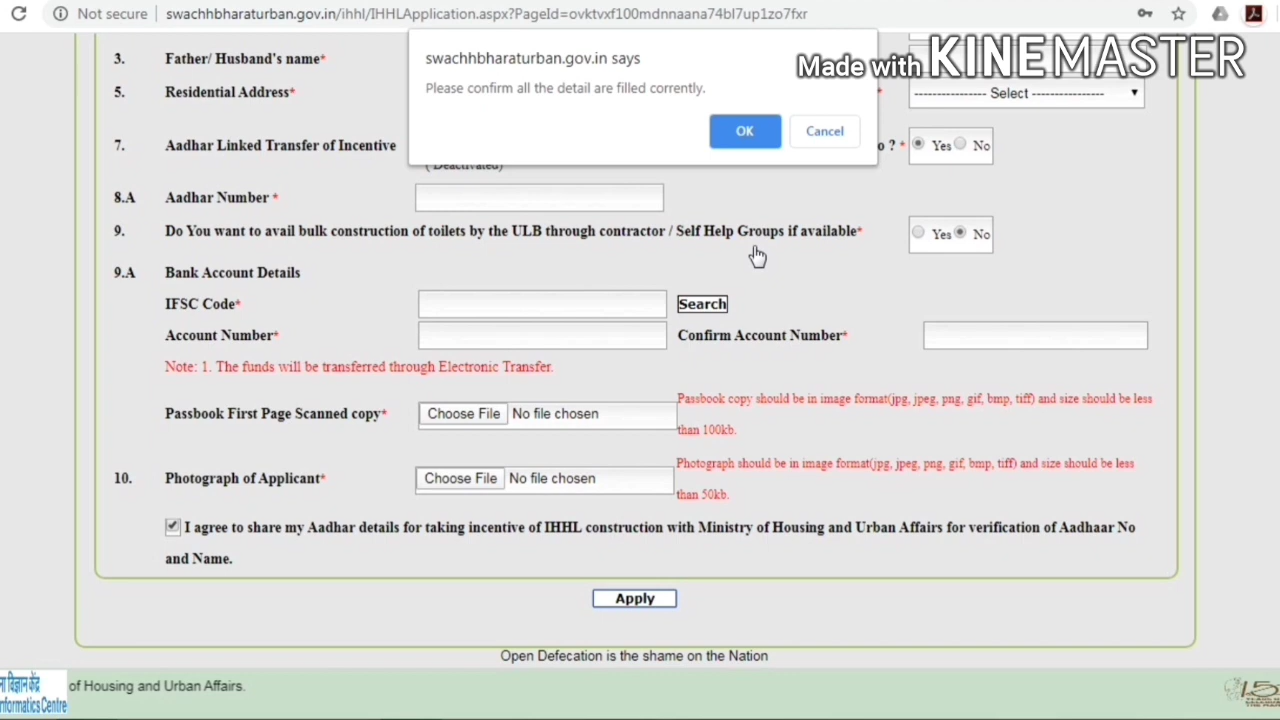 Not secure | swachhbharaturban.gov.in/ihhl/IHHLApplication.aspx?PageId=ovktvxf100mdnnaana74bl7up1zo7fxr
swachhbharaturban.gov.in says
Please confirm all the detail are filled corrently.
OK Cancel
Made with KINEMASTER
3. Father/ Husband's name*
5. Residential Address* * ---------------- Select ----------------
7. Aadhar Linked Transfer of Incentive o ? * Yes No
( Deactivated)
8.A Aadhar Number *
9. Do You want to avail bulk construction of toilets by the ULB through contractor / Self Help Groups if available* Yes No
9.A Bank Account Details
IFSC Code* Search
Account Number* Confirm Account Number*
Note: 1. The funds will be transferred through Electronic Transfer.
Passbook First Page Scanned copy* Choose File No file chosen Passbook copy should be in image format(jpg, jpeg, png, gif, bmp, tiff) and size should be less
than 100kb.
10. Photograph of Applicant* Choose File No file chosen Photograph should be in image format(jpg, jpeg, png, gif, bmp, tiff) and size should be less
than 50kb.
I agree to share my Aadhar details for taking incentive of IHHL construction with Ministry of Housing and Urban Affairs for verification of Aadhaar No
and Name.
Apply
Open Defecation is the shame on the Nation
विज्ञान केंद्र
nformatics Centre
of Housing and Urban Affairs.